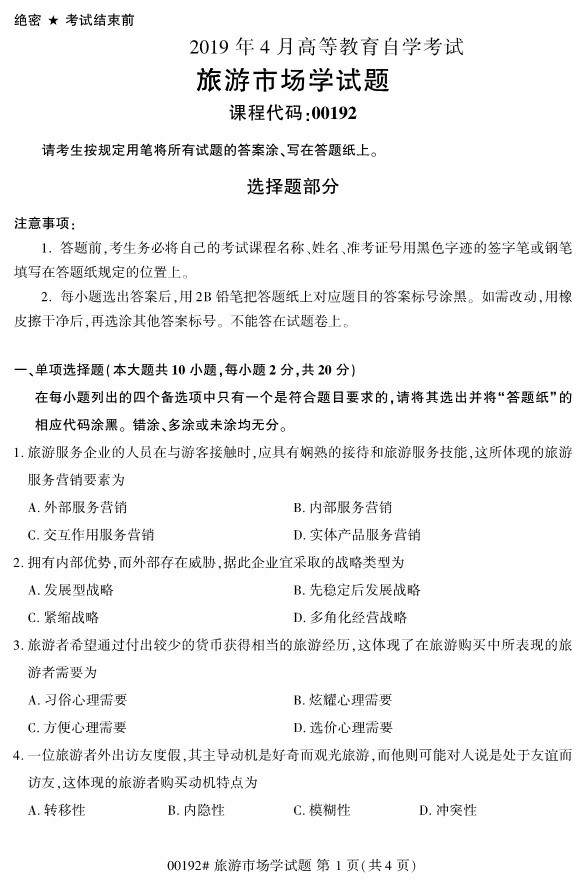 绝密 ★ 考试结束前
2019 年 4 月高等教育自学考试
旅游市场学试题
课程代码:00192
请考生按规定用笔将所有试题的答案涂、写在答题纸上。
选择题部分
注意事项:
1. 答题前,考生务必将自己的考试课程名称、姓名、准考证号用黑色字迹的签字笔或钢笔
填写在答题纸规定的位置上。
2. 每小题选出答案后,用 2B 铅笔把答题纸上对应题目的答案标号涂黑。如需改动,用橡
皮擦干净后,再选涂其他答案标号。不能答在试题卷上。
一、单项选择题(本大题共 10 小题,每小题 2 分,共 20 分)
在每小题列出的四个备选项中只有一个是符合题目要求的,请将其选出并将“答题纸”的
相应代码涂黑。错涂、多涂或未涂均无分。
1. 旅游服务企业的人员在与游客接触时,应具有娴熟的接待和旅游服务技能,这所体现的旅游
服务营销要素为
A. 外部服务营销 B. 内部服务营销
C. 交互作用服务营销 D. 实体产品服务营销
2. 拥有内部优势,而外部存在威胁,据此企业宜采取的战略类型为
A. 发展型战略 B. 先稳定后发展战略
C. 紧缩战略 D. 多角化经营战略
3. 旅游者希望通过付出较少的货币获得相当的旅游经历,这体现了在旅游购买中所表现的旅
游者需要为
A. 习俗心理需要 B. 炫耀心理需要
C. 方便心理需要 D. 选价心理需要
4. 一位旅游者外出访友度假,其主导动机是好奇而观光旅游,而他则可能对人说是处于友谊而
访友,这体现的旅游者购买动机特点为
A. 转移性 B. 内隐性 C. 模糊性 D. 冲突性
00192# 旅游市场学试题 第 1 页(共 4 页)